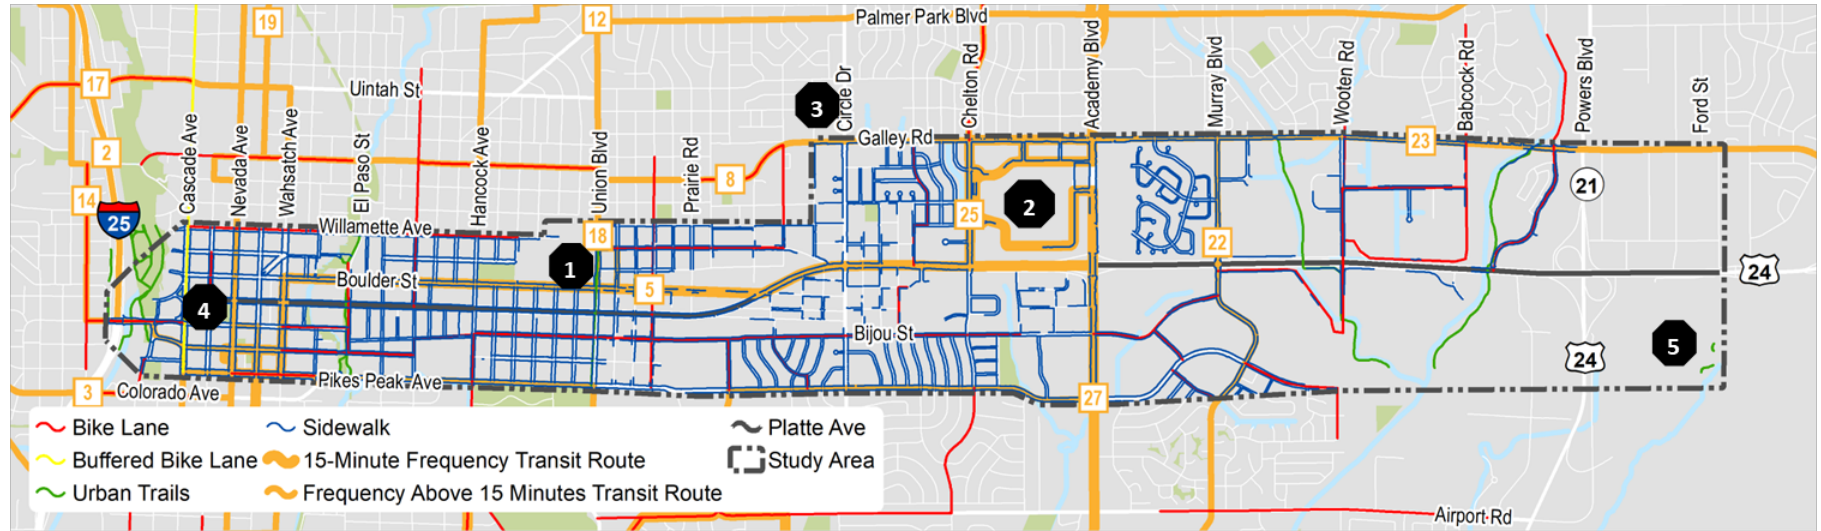 19
12
Palmer Park Blvd
17
Uintah St
3
Circle Dr
Chelton Rd
Academy Blvd
Murray Blvd
Wooten Rd
Babcock Rd
Powers Blvd
Ford St
Galley Rd
23
2
Cascade Ave
Nevada Ave
Wahsatch Ave
El Paso St
Hancock Ave
Union Blvd
Prairie Rd
8
14
25
21
2
25
Willamette Ave
18
22
1
24
Boulder St
5
4
Bijou St
5
24
Pikes Peak Ave
3
Colorado Ave
27
Bike Lane
Sidewalk
Platte Ave
Buffered Bike Lane
15-Minute Frequency Transit Route
Study Area
Urban Trails
Frequency Above 15 Minutes Transit Route
Airport Rd